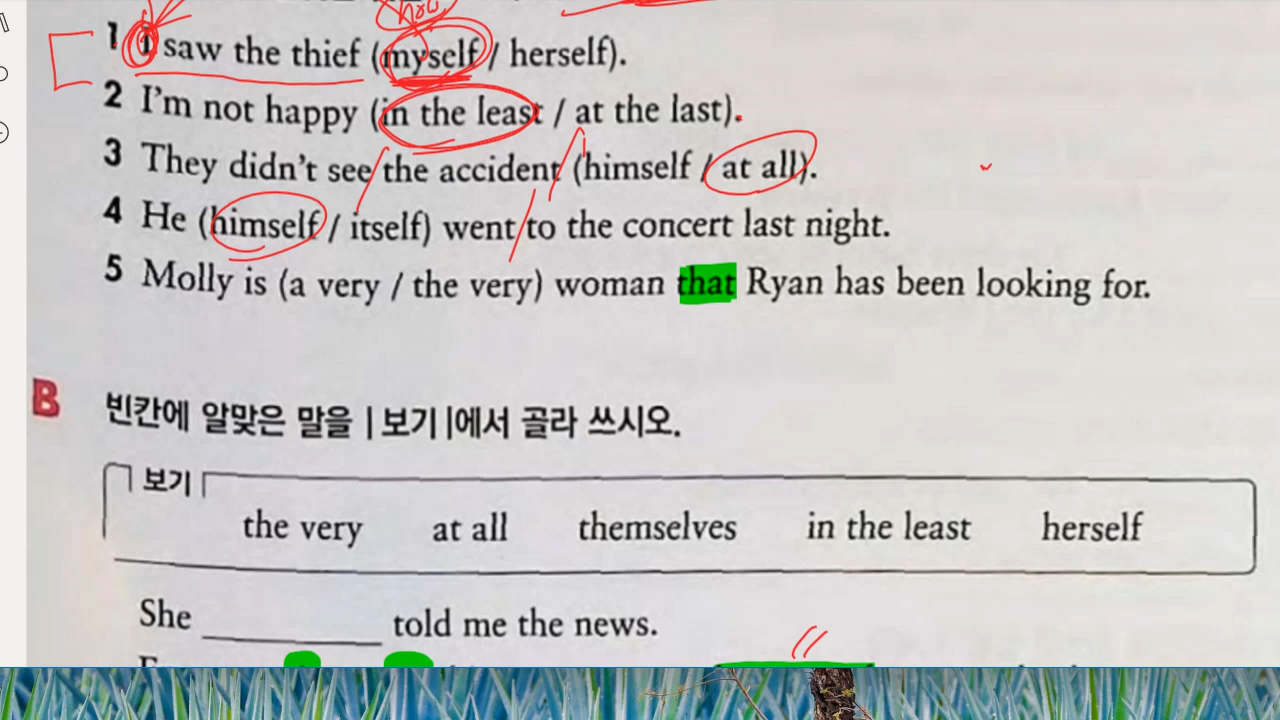 1 I saw the thief (myself / herself).
2 I'm not happy (in the least / at the last).
3 They didn't see the accident (himself / at all).
4 He (himself / itself) went to the concert last night.
5 Molly is (a very / the very) woman that Ryan has been looking for.
B 빈칸에 알맞은 말을 |보기|에서 골라 쓰시오.
보기
the very at all themselves in the least herself
She ________ told me the news.